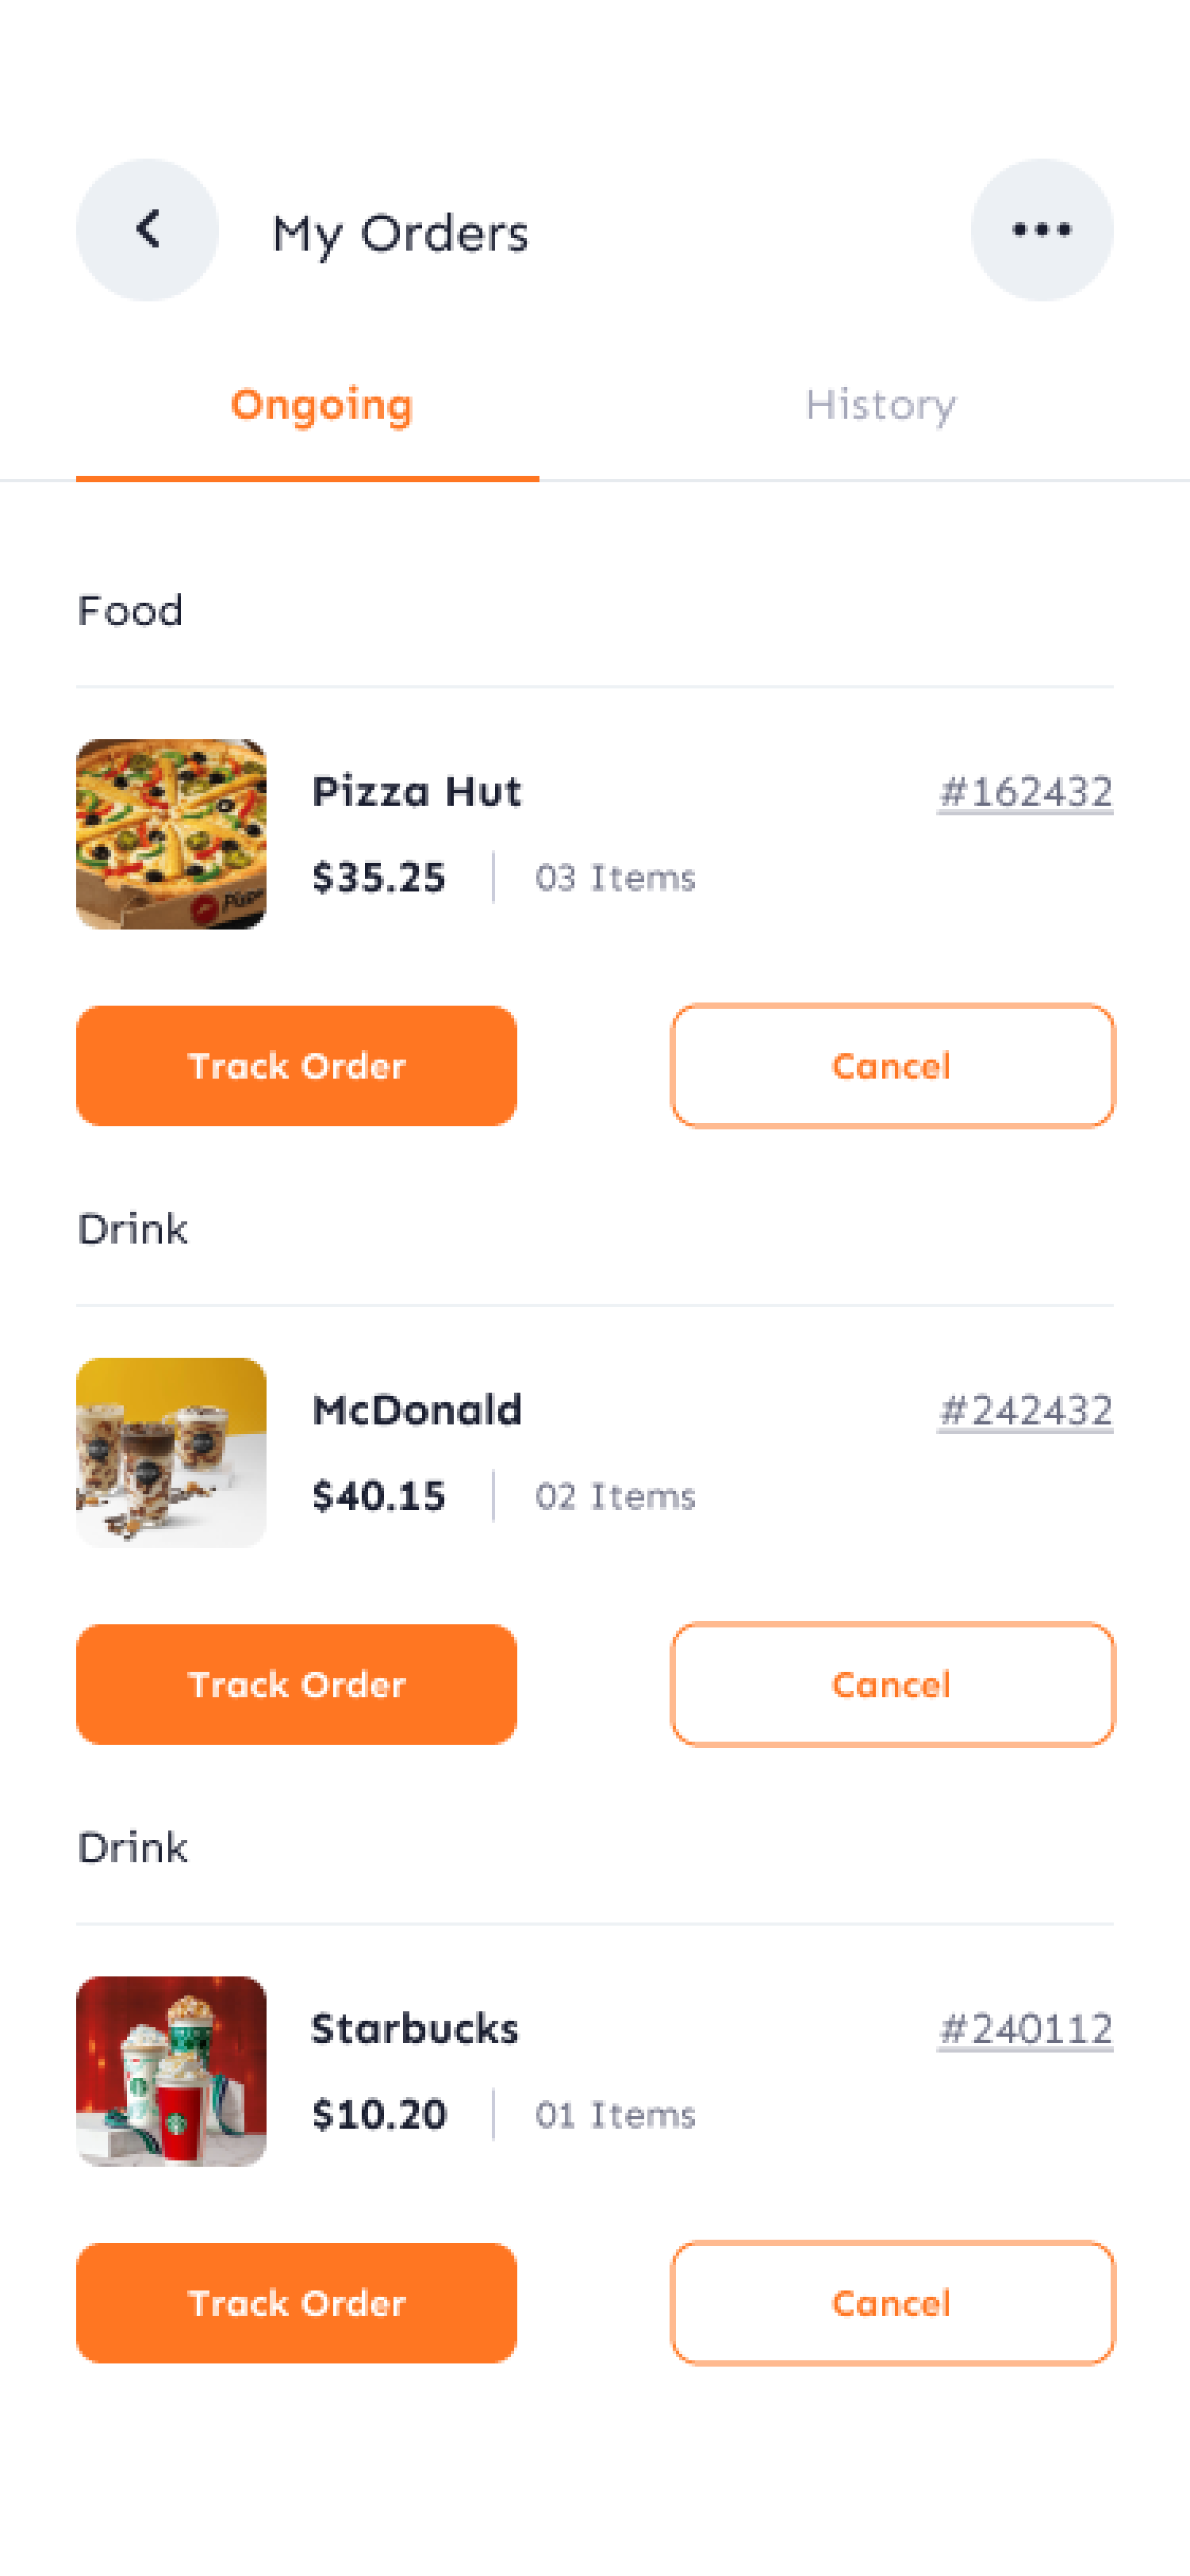 My Orders
Ongoing
History
Food
Pizza Hut
#162432
$35.25
03 Items
Track Order
Cancel
Drink
McDonald
#242432
$40.15
02 Items
Track Order
Cancel
Drink
Starbucks
#240112
$10.20
01 Items
Track Order
Cancel